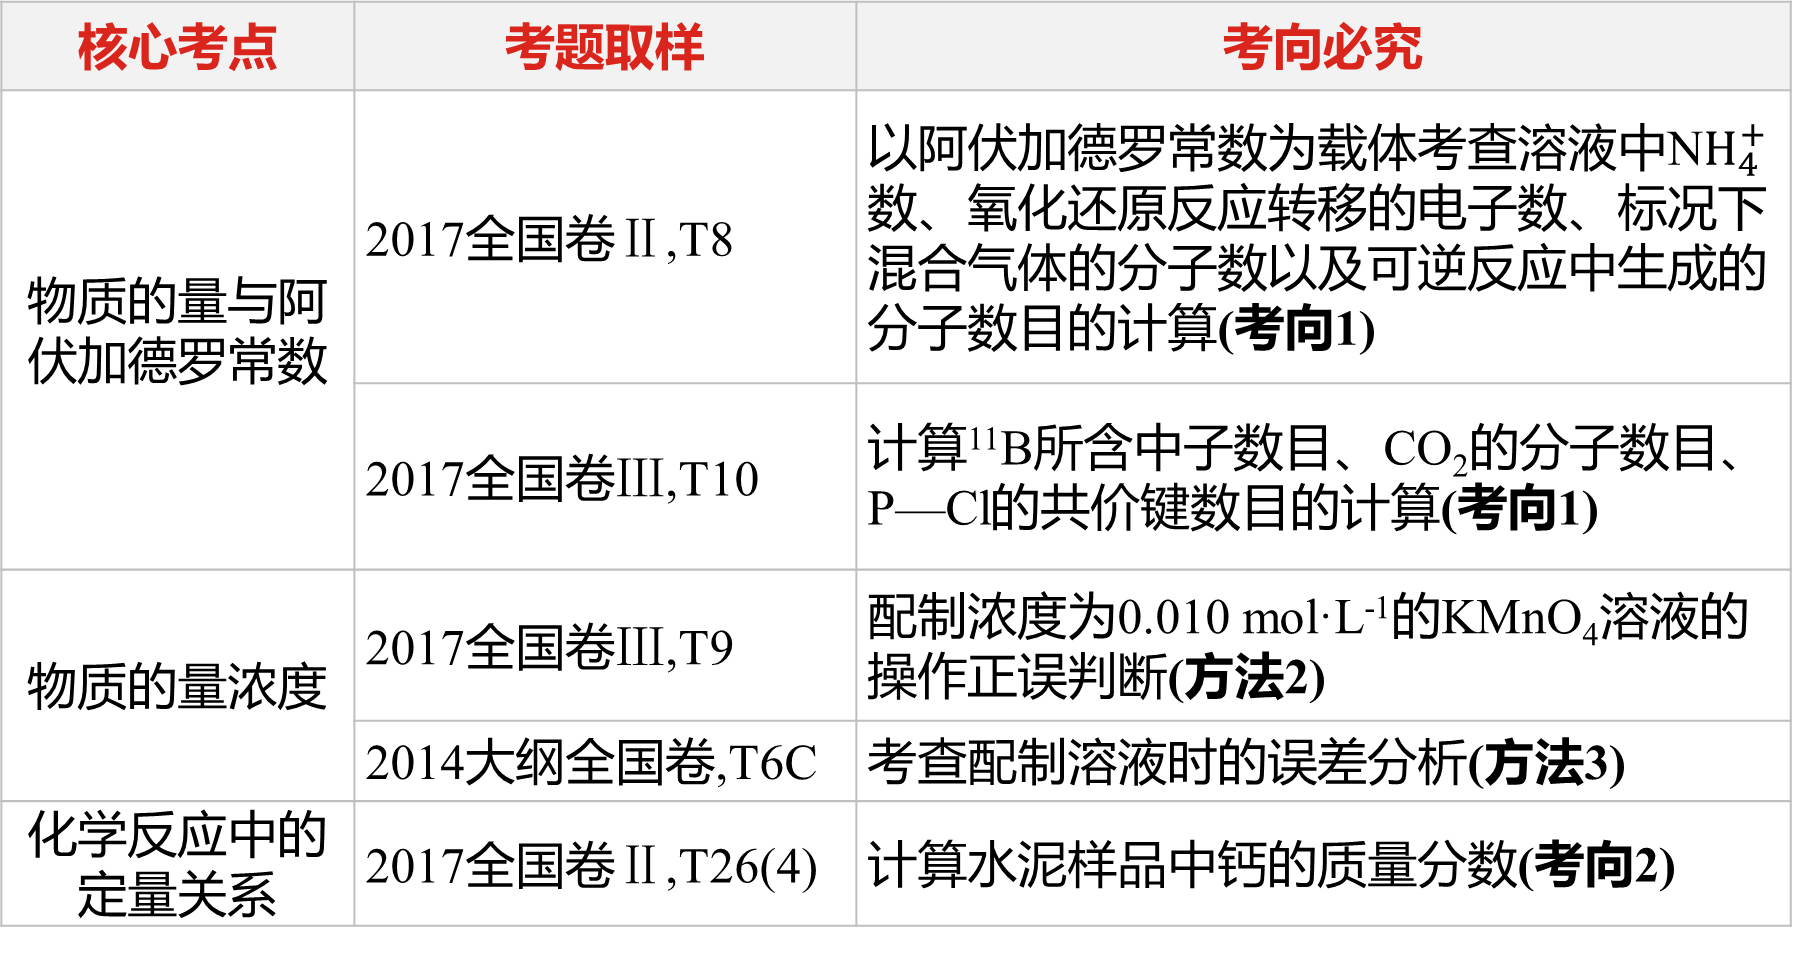 核心考点
考题取样
考向必究
物质的量与阿
伏加德罗常数
2017全国卷Ⅱ,T8
以阿伏加德罗常数为载体考查溶液中NH₄⁺
数、氧化还原反应转移的电子数、标况下
混合气体的分子数以及可逆反应中生成的
分子数目的计算(考向1)
2017全国卷Ⅲ,T10
计算¹¹B所含中子数目、CO₂的分子数目、
P—Cl的共价键数目的计算(考向1)
物质的量浓度
2017全国卷Ⅲ,T9
配制浓度为0.010 mol·L⁻¹的KMnO₄溶液的
操作正误判断(方法2)
2014大纲全国卷,T6C
考查配制溶液时的误差分析(方法3)
化学反应中的
定量关系
2017全国卷Ⅱ,T26(4)
计算水泥样品中钙的质量分数(考向2)